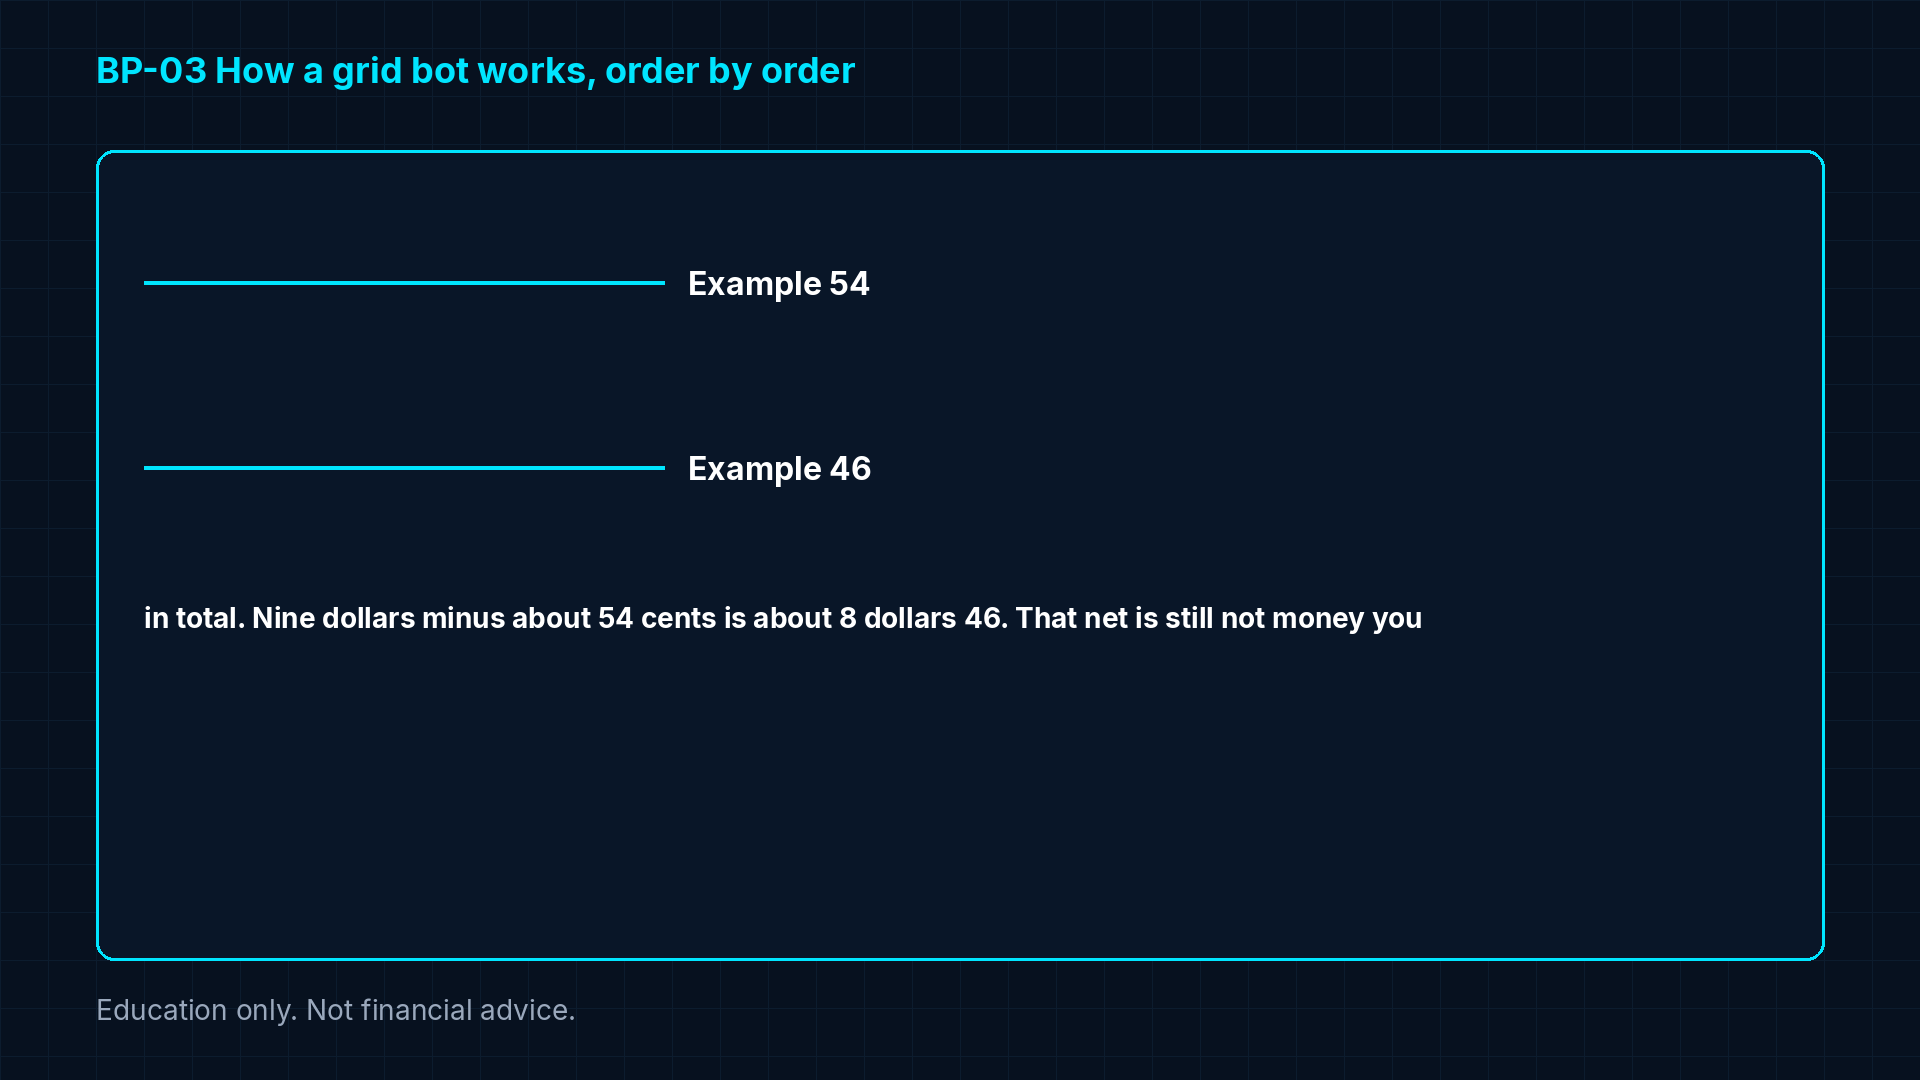 BP-03 How a grid bot works, order by order
Example 54
Example 46
in total. Nine dollars minus about 54 cents is about 8 dollars 46. That net is still not money you
Education only. Not financial advice.